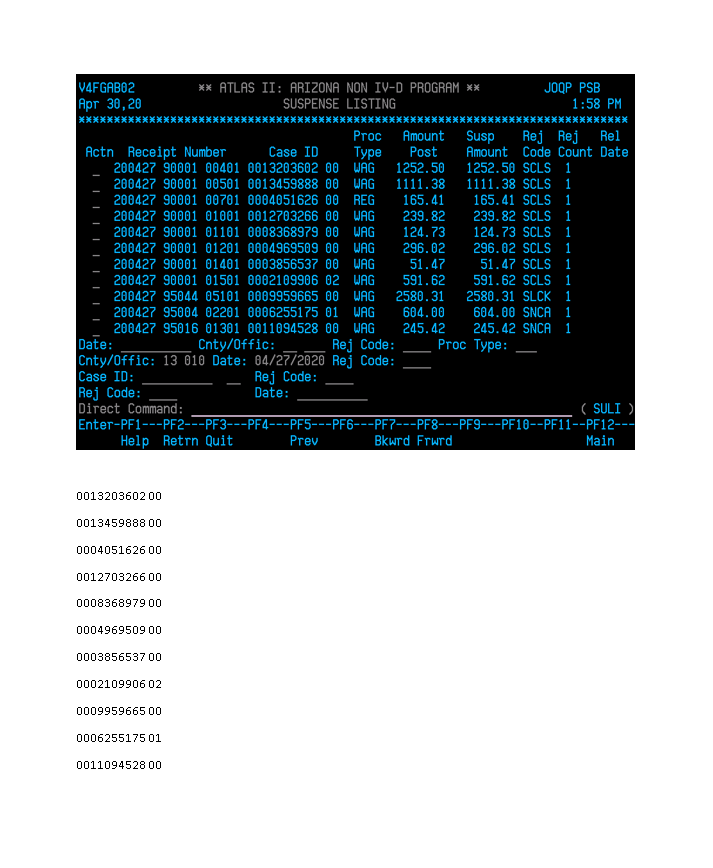 V4FGAB02 ** ATLAS II: ARIZONA NON IV-D PROGRAM ** JOQP PSB
Apr 30,20 SUSPENSE LISTING 1:58 PM
******************************************************************************
Proc Amount Susp Rej Rej Rel
Actn Receipt Number Case ID Type Post Amount Code Count Date
_ 200427 90001 00401 0013203602 00 WAG 1252.50 1252.50 SCLS 1
_ 200427 90001 00501 0013459888 00 WAG 1111.38 1111.38 SCLS 1
_ 200427 90001 00701 0004051626 00 REG 165.41 165.41 SCLS 1
_ 200427 90001 01001 0012703266 00 WAG 239.82 239.82 SCLS 1
_ 200427 90001 01101 0008368979 00 WAG 124.73 124.73 SCLS 1
_ 200427 90001 01201 0004969509 00 WAG 296.02 296.02 SCLS 1
_ 200427 90001 01401 0003856537 00 WAG 51.47 51.47 SCLS 1
_ 200427 90001 01501 0002109906 02 WAG 591.62 591.62 SCLS 1
_ 200427 95044 05101 0009959665 00 WAG 2580.31 2580.31 SLCK 1
_ 200427 95004 02201 0006255175 01 WAG 604.00 604.00 SNCA 1
_ 200427 95016 01301 0011094528 00 WAG 245.42 245.42 SNCA 1
Date: __________ Cnty/Offic: __ ___ Rej Code: ____ Proc Type: ___
Cnty/Offic: 13 010 Date: 04/27/2020 Rej Code: ____
Case ID: __________ __ Rej Code: ____
Rej Code: ____ Date: __________
Direct Command: ______________________________________________________ ( SULI )
Enter-PF1---PF2---PF3---PF4---PF5---PF6---PF7---PF8---PF9---PF10--PF11--PF12---
Help Retrn Quit Prev Bkwrd Frwrd Main
0013203602 00
0013459888 00
0004051626 00
0012703266 00
0008368979 00
0004969509 00
0003856537 00
0002109906 02
0009959665 00
0006255175 01
0011094528 00